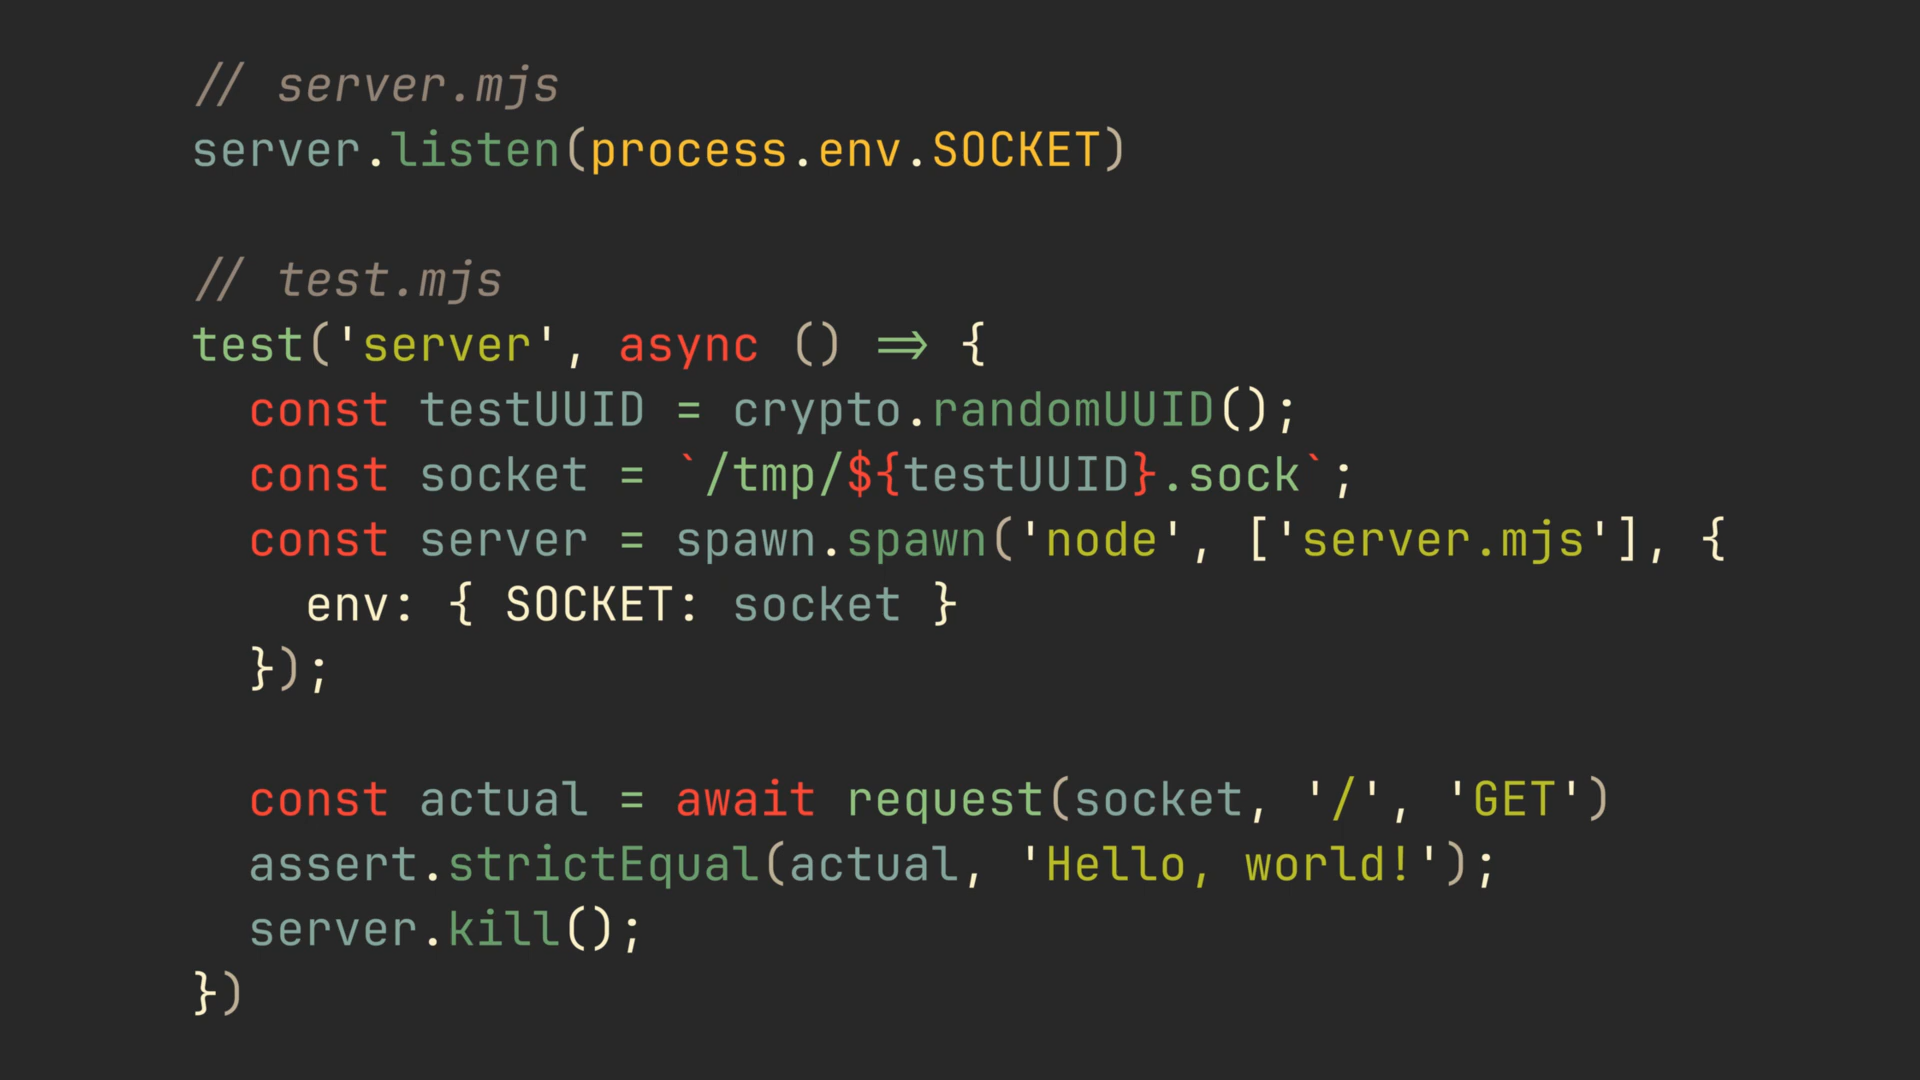 // server.mjs
server.listen(process.env.SOCKET)
// test.mjs
test('server', async () => {
  const testUUID = crypto.randomUUID();
  const socket = `/tmp/${testUUID}.sock`;
  const server = spawn.spawn('node', ['server.mjs'], {
    env: { SOCKET: socket }
  });
  const actual = await request(socket, '/', 'GET')
  assert.strictEqual(actual, 'Hello, world!');
  server.kill();
})